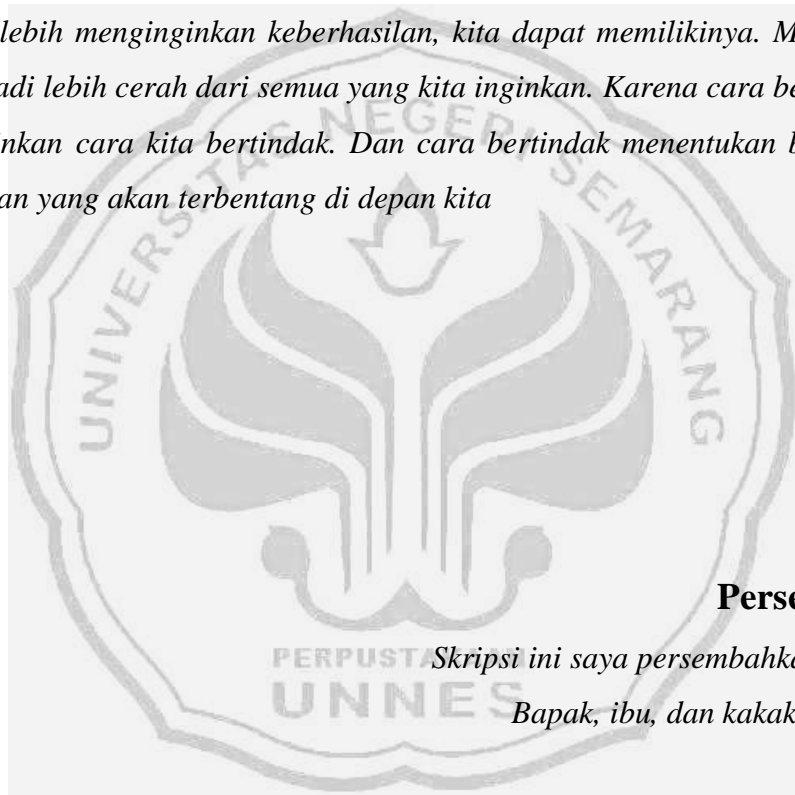 lebih menginginkan keberhasilan, kita dapat memilikinya. M
adi lebih cerah dari semua yang kita inginkan. Karena cara be
nkan cara kita bertindak. Dan cara bertindak menentukan b
an yang akan terbentang di depan kita
UNIVERSITAS NEGERI SEMARANG
Perse
Skripsi ini saya persembahka
PERPUSTA
UNNES
Bapak, ibu, dan kakak